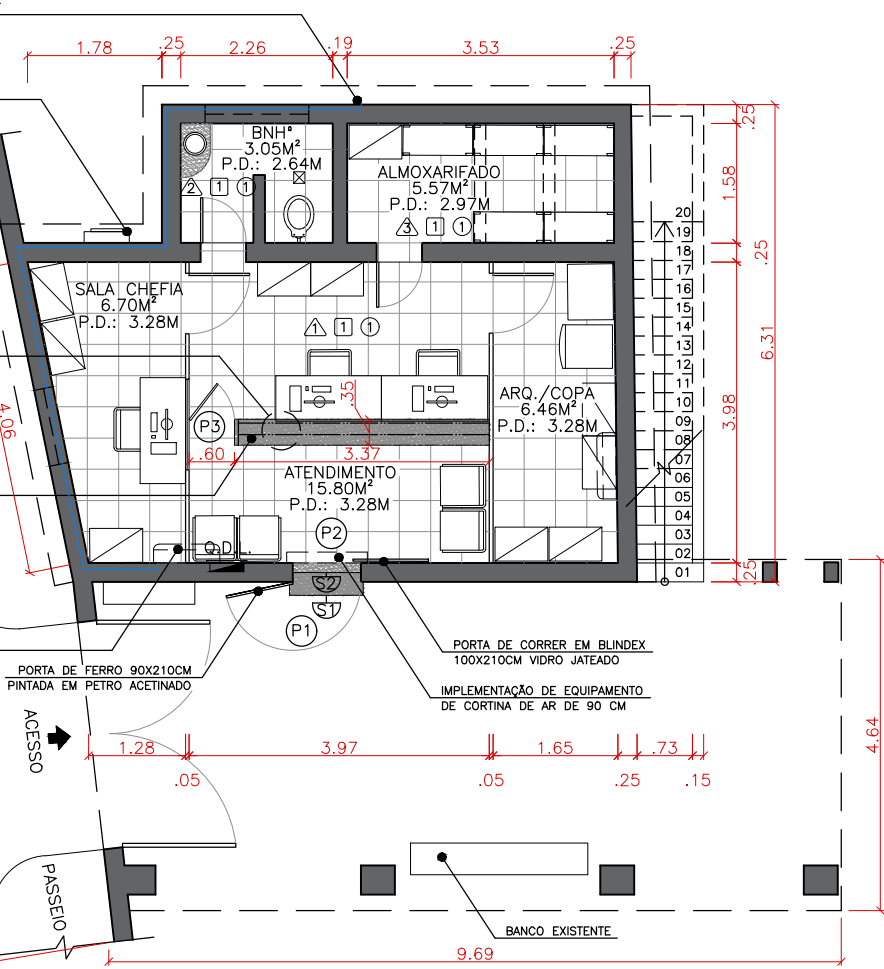 1.78
.25
2.26
.19
3.53
.25
BNHº
3.05M²
P.D.: 2.64M
2
1
1
ALMOXARIFADO
5.57M²
P.D.: 2.97M
3
1
1
.25
1.58
.25
6.31
3.98
.25
20
19
18
17
16
15
14
13
12
11
10
09
08
07
06
05
04
03
02
01
SALA CHEFIA
6.70M²
P.D.: 3.28M
1
1
1
4.06
.35
ARQ./COPA
6.46M²
P.D.: 3.28M
P3
.60
3.37
ATENDIMENTO
15.80M²
P.D.: 3.28M
P2
Q.D.L.
S2
S1
P1
PORTA DE CORRER EM BLINDEX
100X210CM VIDRO JATEADO
PORTA DE FERRO 90X210CM
PINTADA EM PETRO ACETINADO
IMPLEMENTAÇÃO DE EQUIPAMENTO
DE CORTINA DE AR DE 90 CM
ACESSO
1.28
3.97
1.65
.73
.05
.05
.25
.15
4.64
PASSEIO
BANCO EXISTENTE
9.69